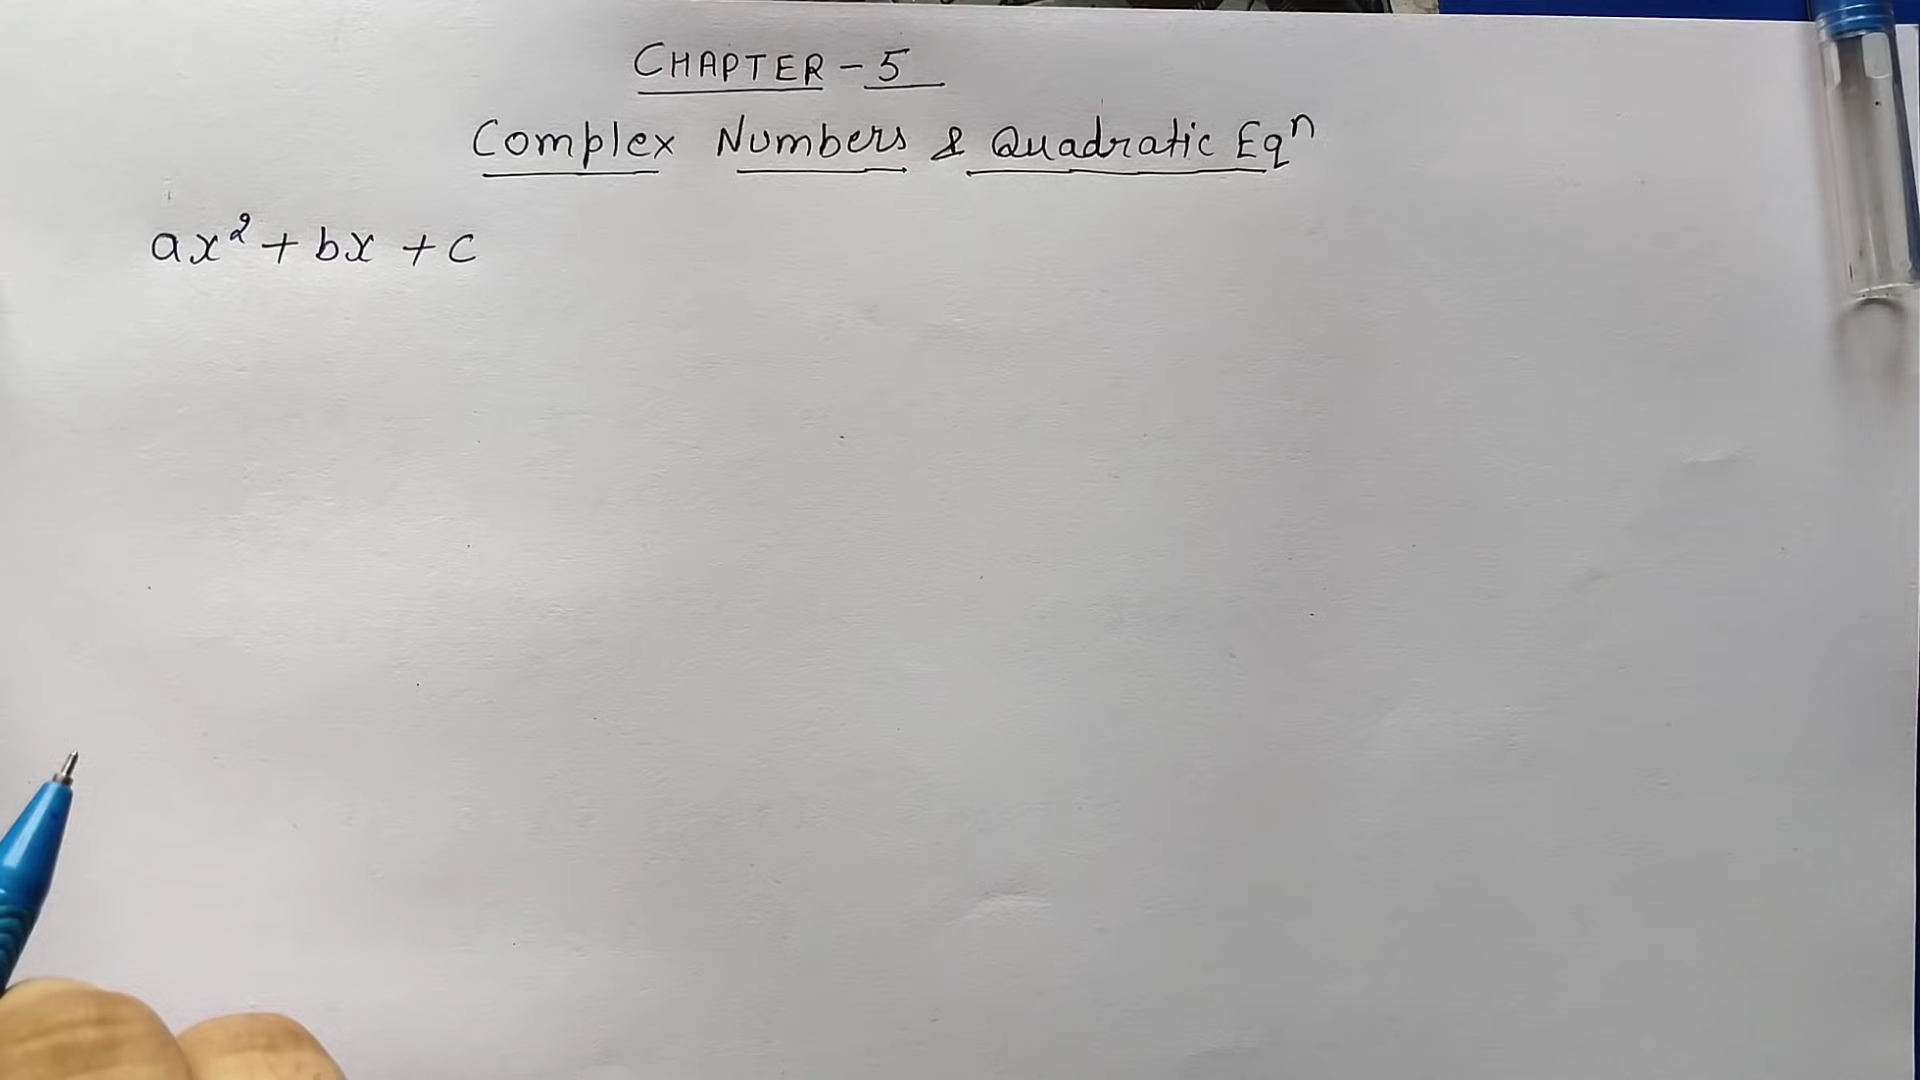 CHAPTER - 5
Complex Numbers & Quadratic Eqⁿ
ax² + bx + c